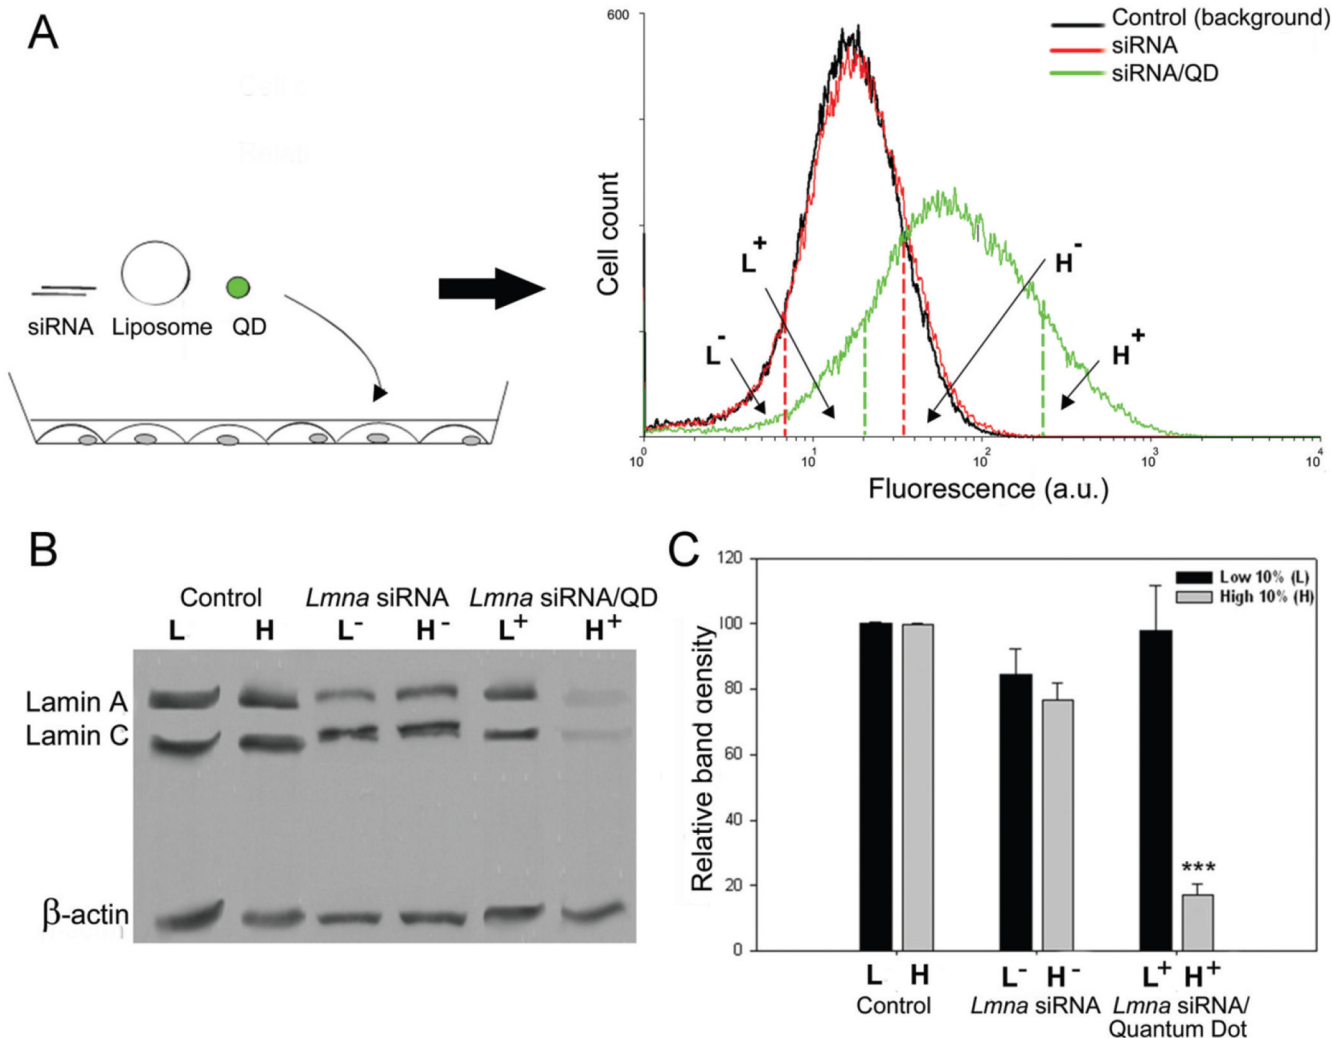 A
siRNA
Liposome
QD
600
Control (background)
siRNA
siRNA/QD
Cell count
L+
L-
H-
H+
10^0
10^1
10^2
10^3
10^4
Fluorescence (a.u.)
B
Control
Lmna siRNA
Lmna siRNA/QD
L
H
L-
H-
L+
H+
Lamin A
Lamin C
β-actin
C
120
100
80
60
40
20
0
Relative band density
Low 10% (L)
High 10% (H)
***
L
H
L-
H-
L+
H+
Control
Lmna siRNA
Lmna siRNA/
Quantum Dot